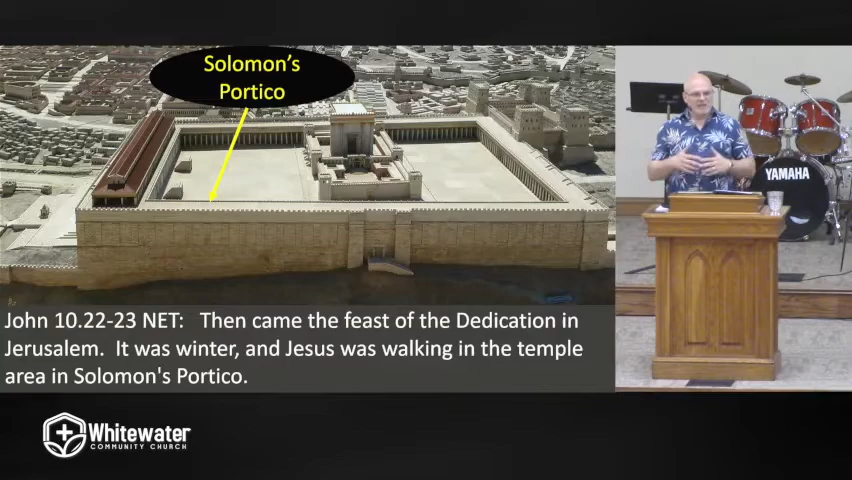 Solomon's
Portico
YAMAHA
John 10.22-23 NET: Then came the feast of the Dedication in
Jerusalem. It was winter, and Jesus was walking in the temple
area in Solomon's Portico.
Whitewater
COMMUNITY CHURCH